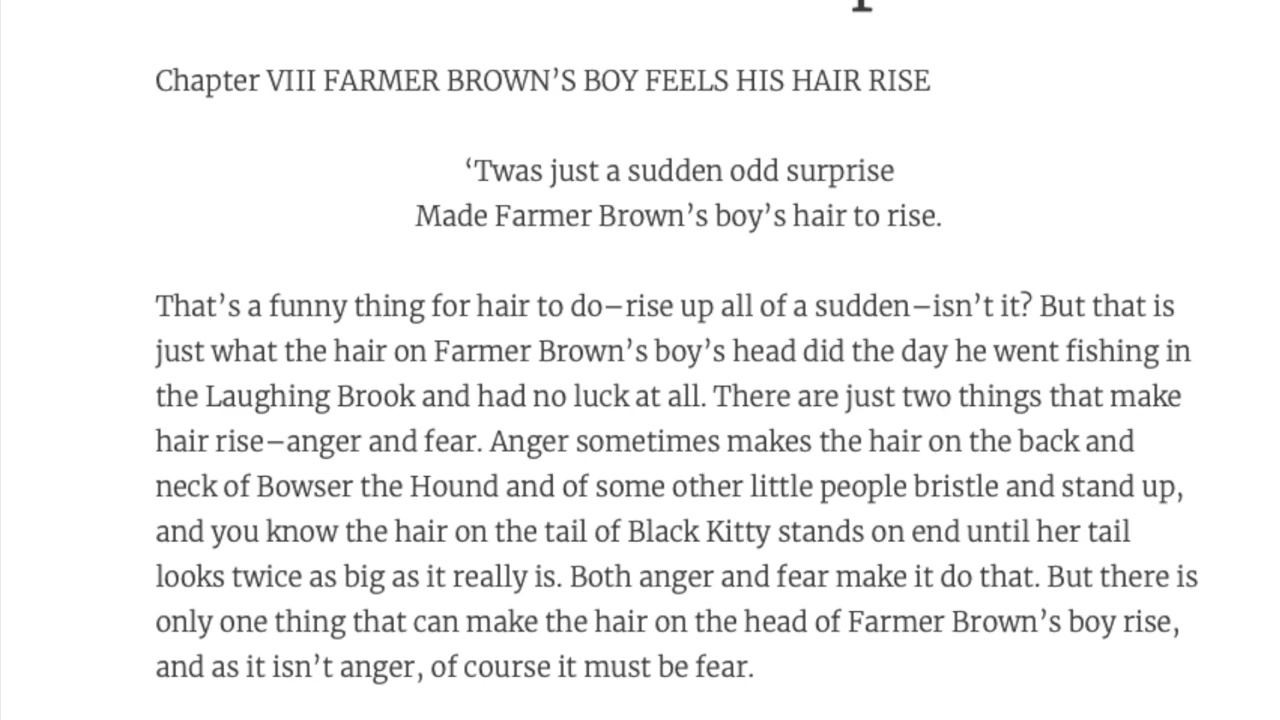 Chapter VIII FARMER BROWN’S BOY FEELS HIS HAIR RISE
‘Twas just a sudden odd surprise
Made Farmer Brown’s boy’s hair to rise.
That’s a funny thing for hair to do–rise up all of a sudden–isn’t it? But that is
just what the hair on Farmer Brown’s boy’s head did the day he went fishing in
the Laughing Brook and had no luck at all. There are just two things that make
hair rise–anger and fear. Anger sometimes makes the hair on the back and
neck of Bowser the Hound and of some other little people bristle and stand up,
and you know the hair on the tail of Black Kitty stands on end until her tail
looks twice as big as it really is. Both anger and fear make it do that. But there is
only one thing that can make the hair on the head of Farmer Brown’s boy rise,
and as it isn’t anger, of course it must be fear.